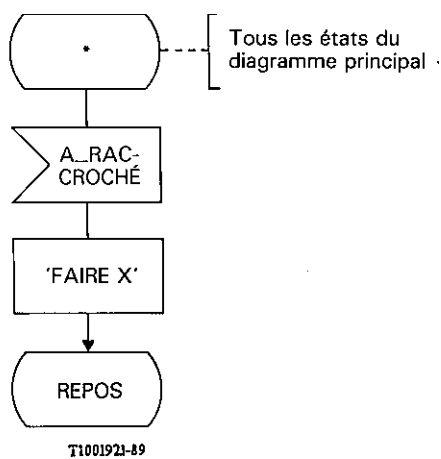 *
Tous les états du
diagramme principal
A_RAC-
CROCHÉ
'FAIRE X'
REPOS
T1001921-89